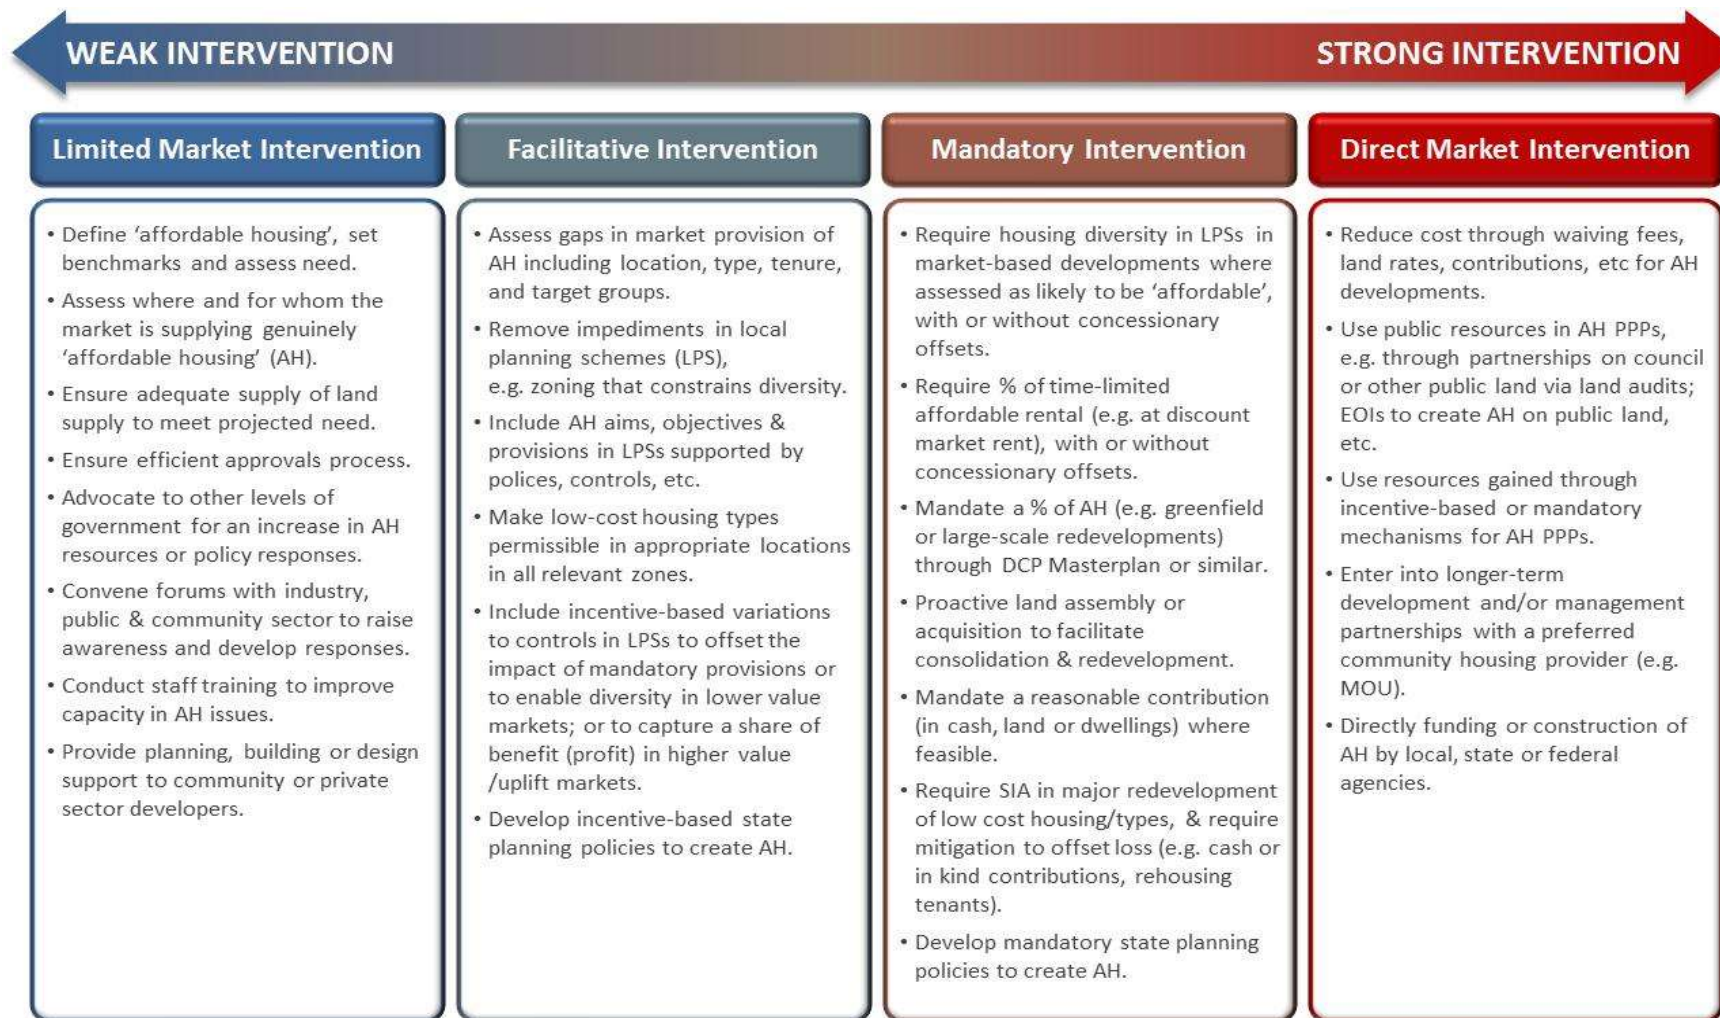 WEAK INTERVENTION
STRONG INTERVENTION
Limited Market Intervention
• Define ‘affordable housing’, set
benchmarks and assess need.
• Assess where and for whom the
market is supplying genuinely
‘affordable housing’ (AH).
• Ensure adequate supply of land
supply to meet projected need.
• Ensure efficient approvals process.
• Advocate to other levels of
government for an increase in AH
resources or policy responses.
• Convene forums with industry,
public & community sector to raise
awareness and develop responses.
• Conduct staff training to improve
capacity in AH issues.
• Provide planning, building or design
support to community or private
sector developers.
Facilitative Intervention
• Assess gaps in market provision of
AH including location, type, tenure,
and target groups.
• Remove impediments in local
planning schemes (LPS),
e.g. zoning that constrains diversity.
• Include AH aims, objectives &
provisions in LPSs supported by
polices, controls, etc.
• Make low-cost housing types
permissible in appropriate locations
in all relevant zones.
• Include incentive-based variations
to controls in LPSs to offset the
impact of mandatory provisions or
to enable diversity in lower value
markets; or to capture a share of
benefit (profit) in higher value
/uplift markets.
• Develop incentive-based state
planning policies to create AH.
Mandatory Intervention
• Require housing diversity in LPSs in
market-based developments where
assessed as likely to be ‘affordable’,
with or without concessionary
offsets.
• Require % of time-limited
affordable rental (e.g. at discount
market rent), with or without
concessionary offsets.
• Mandate a % of AH (e.g. greenfield
or large-scale redevelopments)
through DCP Masterplan or similar.
• Proactive land assembly or
acquisition to facilitate
consolidation & redevelopment.
• Mandate a reasonable contribution
(in cash, land or dwellings) where
feasible.
• Require SIA in major redevelopment
of low cost housing/types, & require
mitigation to offset loss (e.g. cash or
in kind contributions, rehousing
tenants).
• Develop mandatory state planning
policies to create AH.
Direct Market Intervention
• Reduce cost through waiving fees,
land rates, contributions, etc for AH
developments.
• Use public resources in AH PPPs,
e.g. through partnerships on council
or other public land via land audits;
EOIs to create AH on public land,
etc.
• Use resources gained through
incentive-based or mandatory
mechanisms for AH PPPs.
• Enter into longer-term
development and/or management
partnerships with a preferred
community housing provider (e.g.
MOU).
• Directly funding or construction of
AH by local, state or federal
agencies.